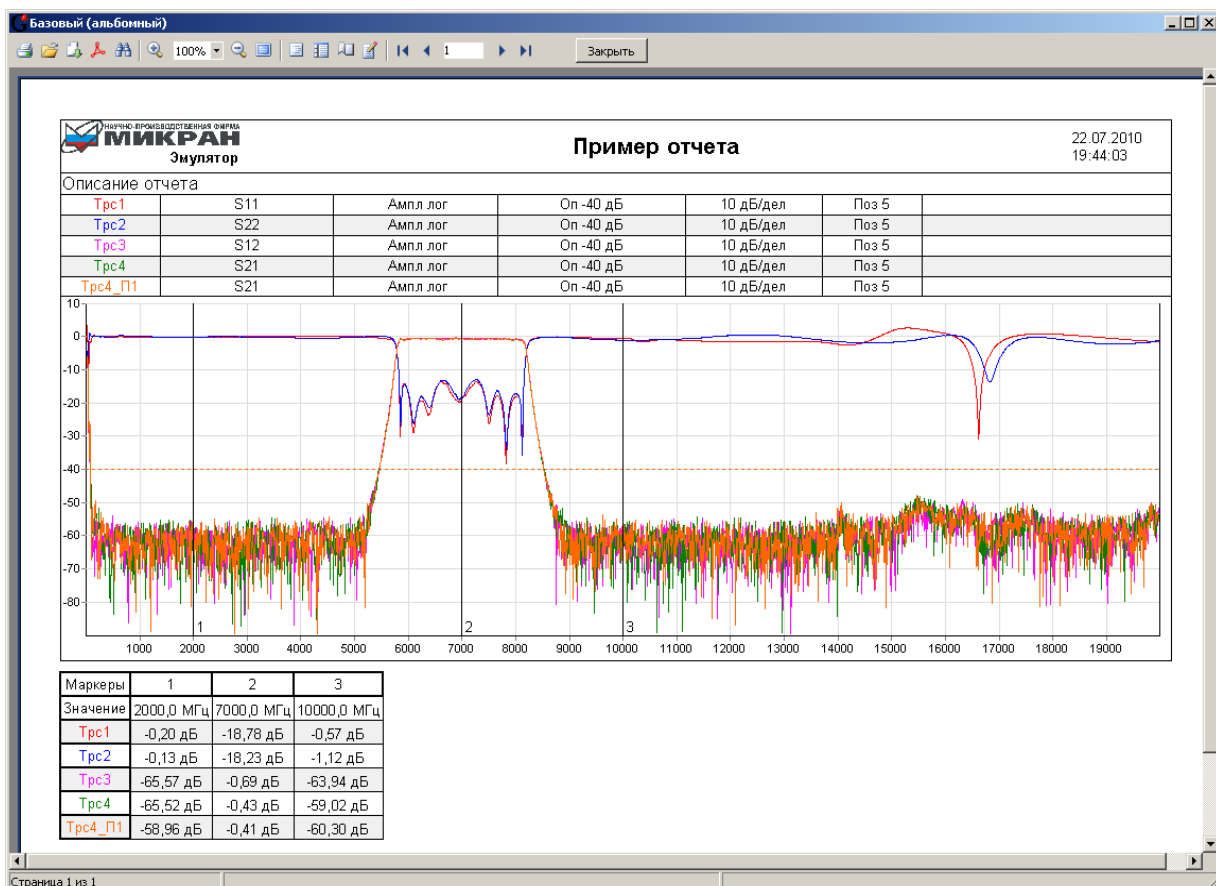 Базовый (альбомный)
100%
1
Закрыть
НАУЧНО-ПРОИЗВОДСТВЕННАЯ ФИРМА
МИКРАН
Эмулятор
Пример отчета
22.07.2010
19:44:03
Описание отчета
Трс1 S11 Ампл лог Оп -40 дБ 10 дБ/дел Поз 5
Трс2 S22 Ампл лог Оп -40 дБ 10 дБ/дел Поз 5
Трс3 S12 Ампл лог Оп -40 дБ 10 дБ/дел Поз 5
Трс4 S21 Ампл лог Оп -40 дБ 10 дБ/дел Поз 5
Трс4_П1 S21 Ампл лог Оп -40 дБ 10 дБ/дел Поз 5
10
0
-10
-20
-30
-40
-50
-60
-70
-80
1 2 3
1000 2000 3000 4000 5000 6000 7000 8000 9000 10000 11000 12000 13000 14000 15000 16000 17000 18000 19000
Маркеры 1 2 3
Значение 2000,0 МГц 7000,0 МГц 10000,0 МГц
Трс1 -0,20 дБ -18,78 дБ -0,57 дБ
Трс2 -0,13 дБ -18,23 дБ -1,12 дБ
Трс3 -65,57 дБ -0,69 дБ -63,94 дБ
Трс4 -65,52 дБ -0,43 дБ -59,02 дБ
Трс4_П1 -58,96 дБ -0,41 дБ -60,30 дБ
Страница 1 из 1